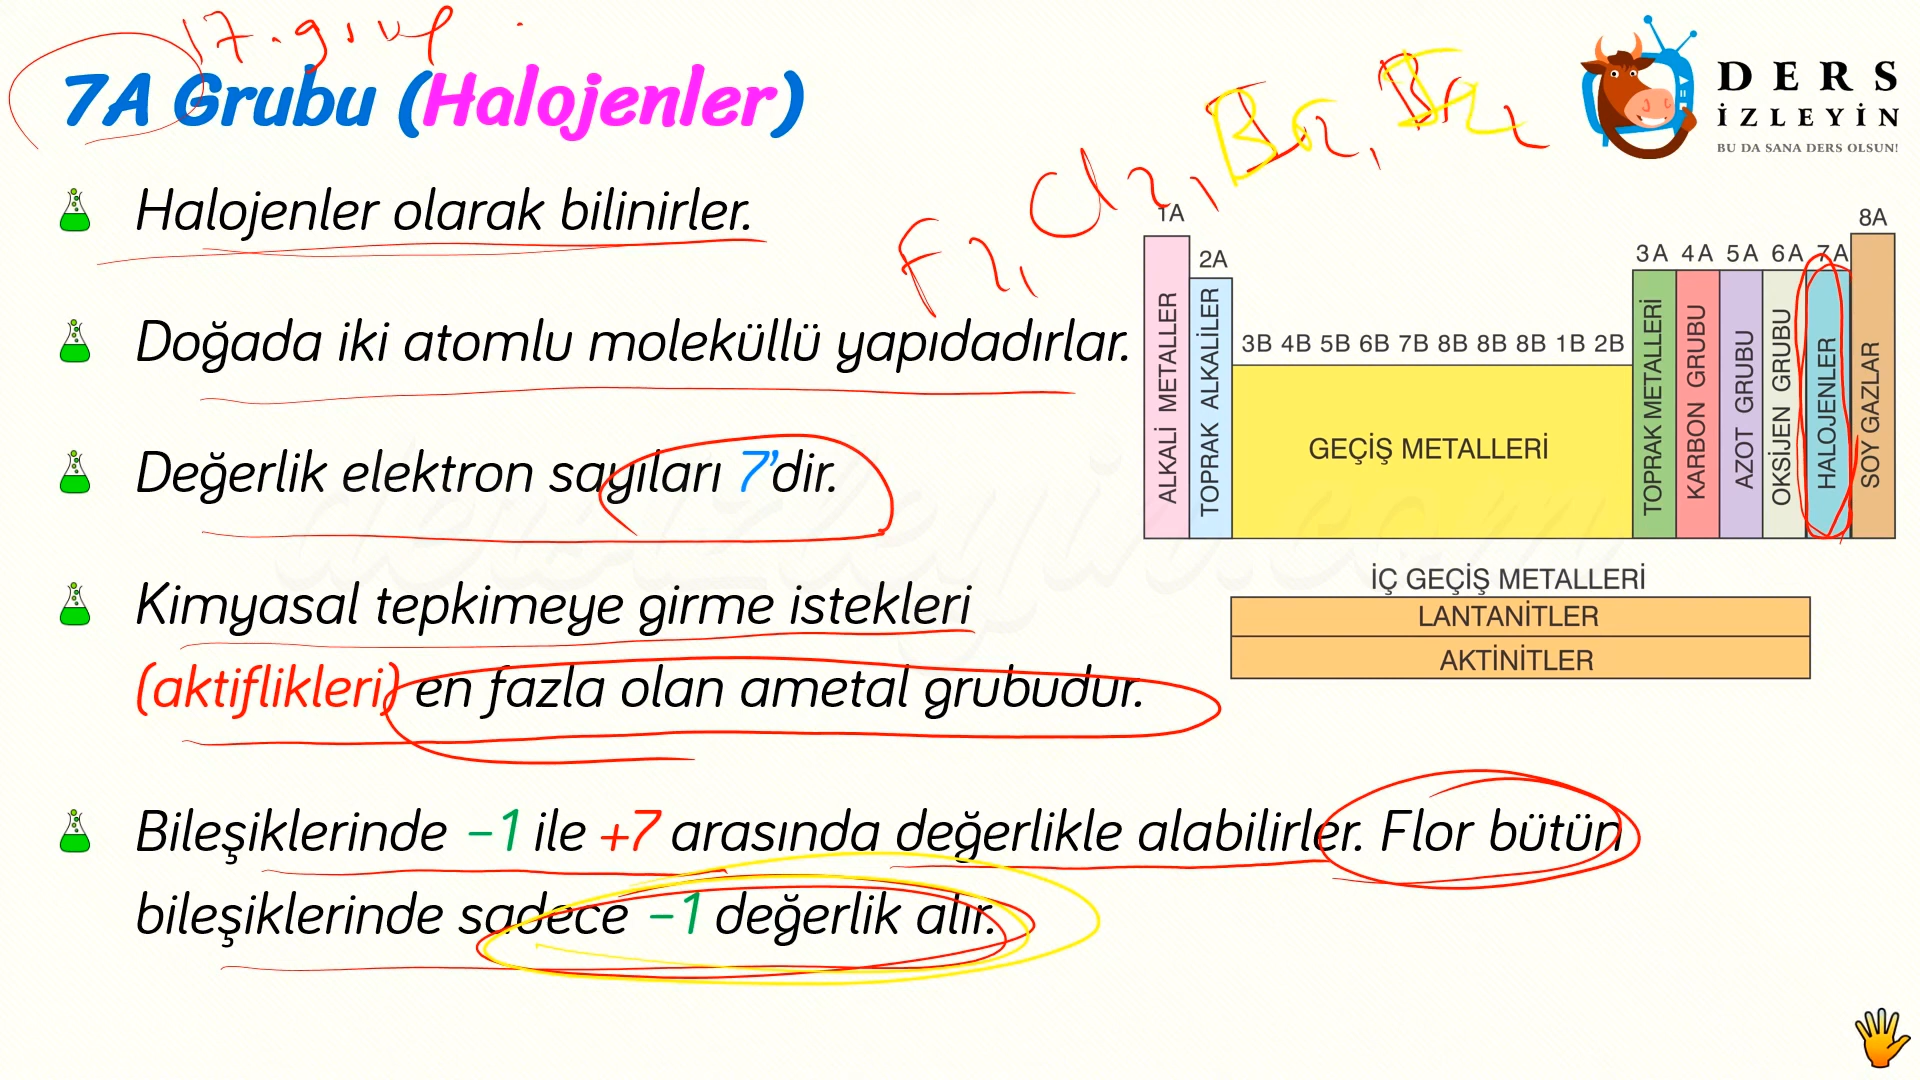 17. grup
7A Grubu (Halojenler)
DERS
İZLEYİN
BU DA SANA DERS OLSUN!
Halojenler olarak bilinirler.
Doğada iki atomlu moleküllü yapıdadırlar.
Değerlik elektron sayıları 7'dir.
Kimyasal tepkimeye girme istekleri
(aktiflikleri) en fazla olan ametal grubudur.
Bileşiklerinde –1 ile +7 arasında değerlikle alabilirler. Flor bütün
bileşiklerinde sadece –1 değerlik alır.
F2, Cl2,
1A
2A
3B 4B 5B 6B 7B 8B 8B 8B 1B 2B
3A 4A 5A 6A 7A
8A
ALKALİ METALLER
TOPRAK ALKALİLER
GEÇİŞ METALLERİ
TOPRAK METALLERİ
KARBON GRUBU
AZOT GRUBU
OKSİJEN GRUBU
HALOJENLER
SOY GAZLAR
İÇ GEÇİŞ METALLERİ
LANTANİTLER
AKTİNİTLER